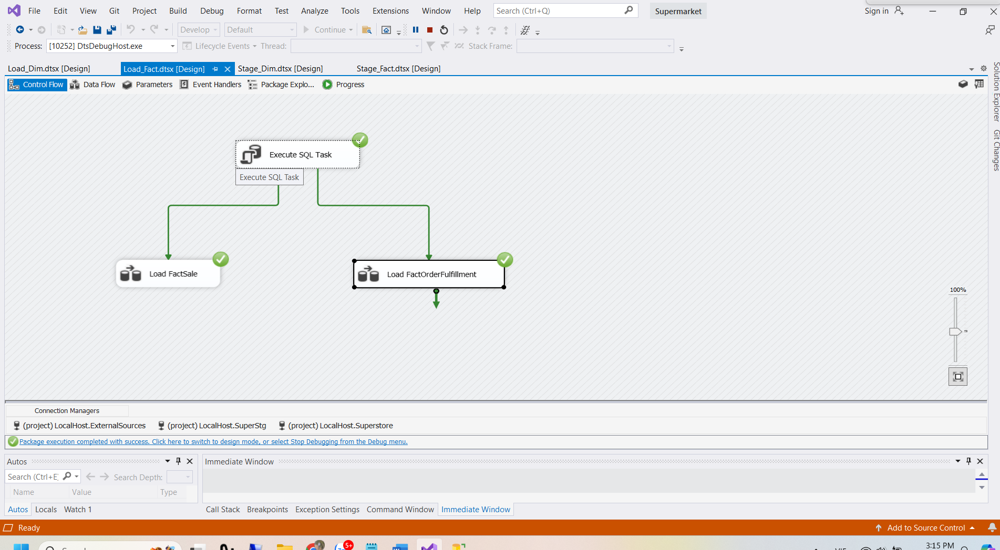 File Edit View Git Project Build Debug Format Test Analyze Tools Extensions Window Help Search (Ctrl+Q) Supermarket Sign in
Develop Default Continue
Process: [10252] DtsDebugHost.exe Lifecycle Events Thread: Stack Frame:
Load_Dim.dtsx [Design] Load_Fact.dtsx [Design] Stage_Dim.dtsx [Design] Stage_Fact.dtsx [Design]
Control Flow Data Flow Parameters Event Handlers Package Explo... Progress
Solution Explorer
Git Changes
Execute SQL Task
Execute SQL Task
Load FactSale
Load FactOrderFulfillment
100%
Connection Managers
(project) LocalHost.ExternalSources (project) LocalHost.SuperStg (project) LocalHost.Superstore
Package execution completed with success. Click here to switch to design mode, or select Stop Debugging from the Debug menu.
Autos
Immediate Window
Search (Ctrl+E) Search Depth:
Name Value Type
Autos Locals Watch 1
Call Stack Breakpoints Exception Settings Command Window Immediate Window
Ready Add to Source Control
5+
3:15 PM